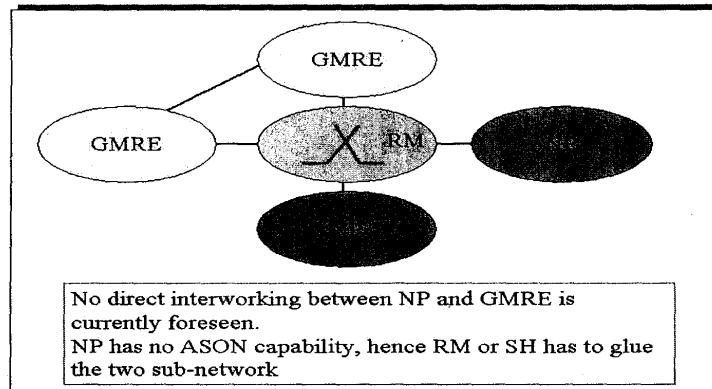 GMRE
GMRE
RM
No direct interworking between NP and GMRE is
currently foreseen.
NP has no ASON capability, hence RM or SH has to glue
the two sub-network